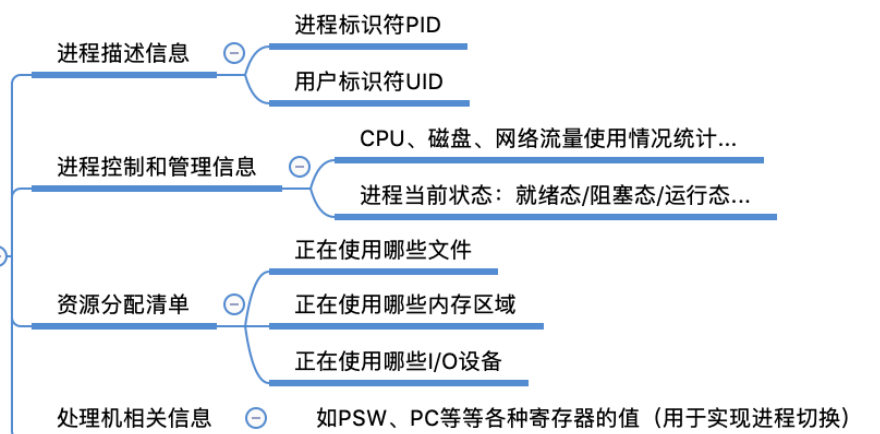 进程描述信息
进程标识符PID
用户标识符UID
进程控制和管理信息
CPU、磁盘、网络流量使用情况统计...
进程当前状态：就绪态/阻塞态/运行态...
资源分配清单
正在使用哪些文件
正在使用哪些内存区域
正在使用哪些I/O设备
处理机相关信息
如PSW、PC等等各种寄存器的值（用于实现进程切换）